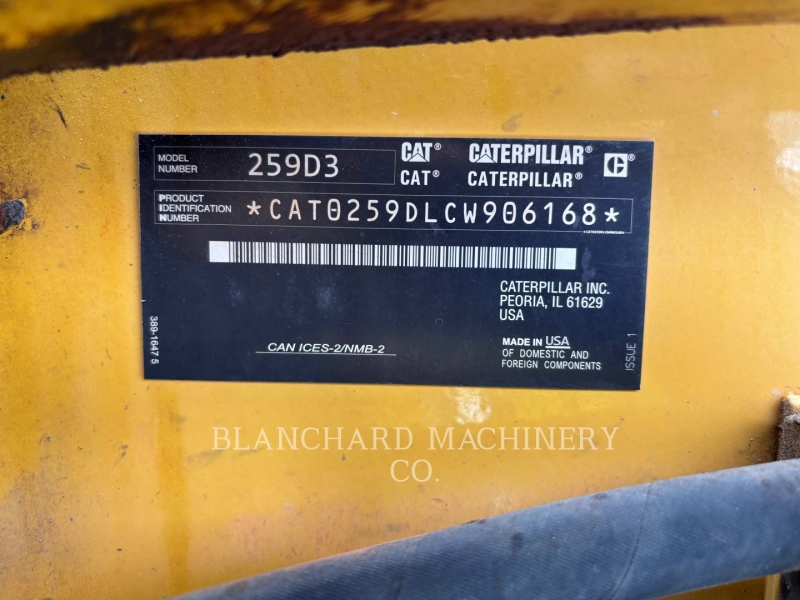 MODEL NUMBER 259D3
CAT® CATERPILLAR® C®
CAT® CATERPILLAR®
PRODUCT IDENTIFICATION NUMBER *CAT0259DLCW906168*
CATERPILLAR INC.
PEORIA, IL 61629
USA
MADE IN USA
OF DOMESTIC AND
FOREIGN COMPONENTS
CAN ICES-2/NMB-2
389-1647 5
ISSUE 1
BLANCHARD MACHINERY
CO.